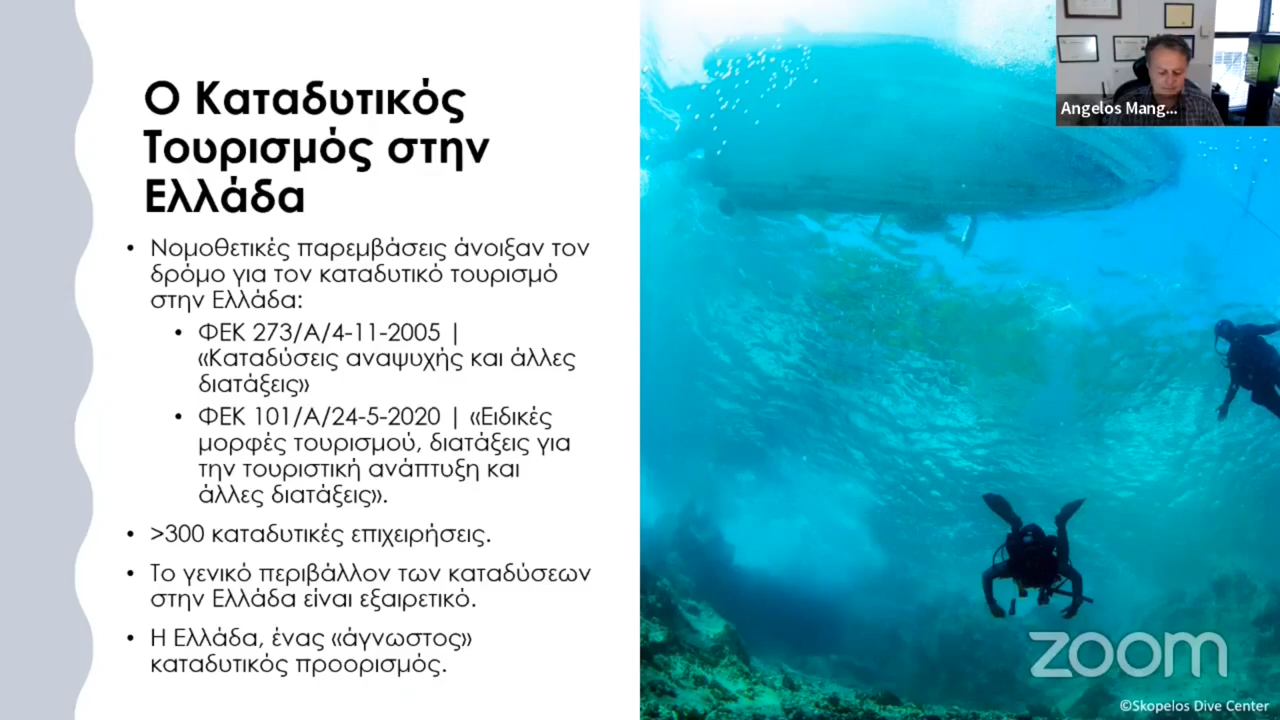 Ο Καταδυτικός
Τουρισμός στην
Ελλάδα
• Νομοθετικές παρεμβάσεις άνοιξαν τον
δρόμο για τον καταδυτικό τουρισμό
στην Ελλάδα:
• ΦΕΚ 273/Α/4-11-2005 |
«Καταδύσεις αναψυχής και άλλες
διατάξεις»
• ΦΕΚ 101/Α/24-5-2020 | «Ειδικές
μορφές τουρισμού, διατάξεις για
την τουριστική ανάπτυξη και
άλλες διατάξεις».
• >300 καταδυτικές επιχειρήσεις.
• Το γενικό περιβάλλον των καταδύσεων
στην Ελλάδα είναι εξαιρετικό.
• Η Ελλάδα, ένας «άγνωστος»
καταδυτικός προορισμός.
Angelos Mang...
zoom
©Skopelos Dive Center